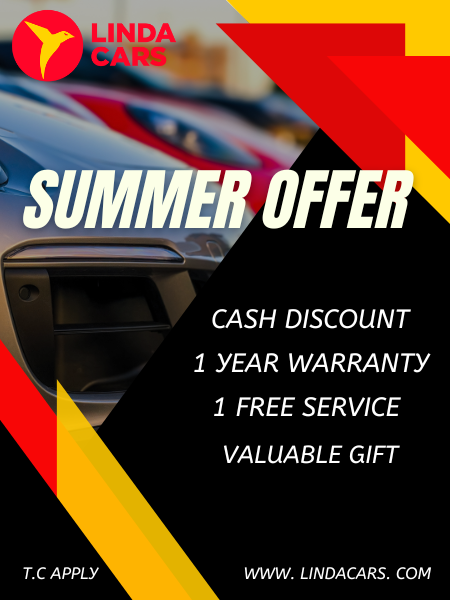 LINDA
CARS
SUMMER OFFER
CASH DISCOUNT
1 YEAR WARRANTY
1 FREE SERVICE
VALUABLE GIFT
T.C APPLY
WWW. LINDACARS. COM